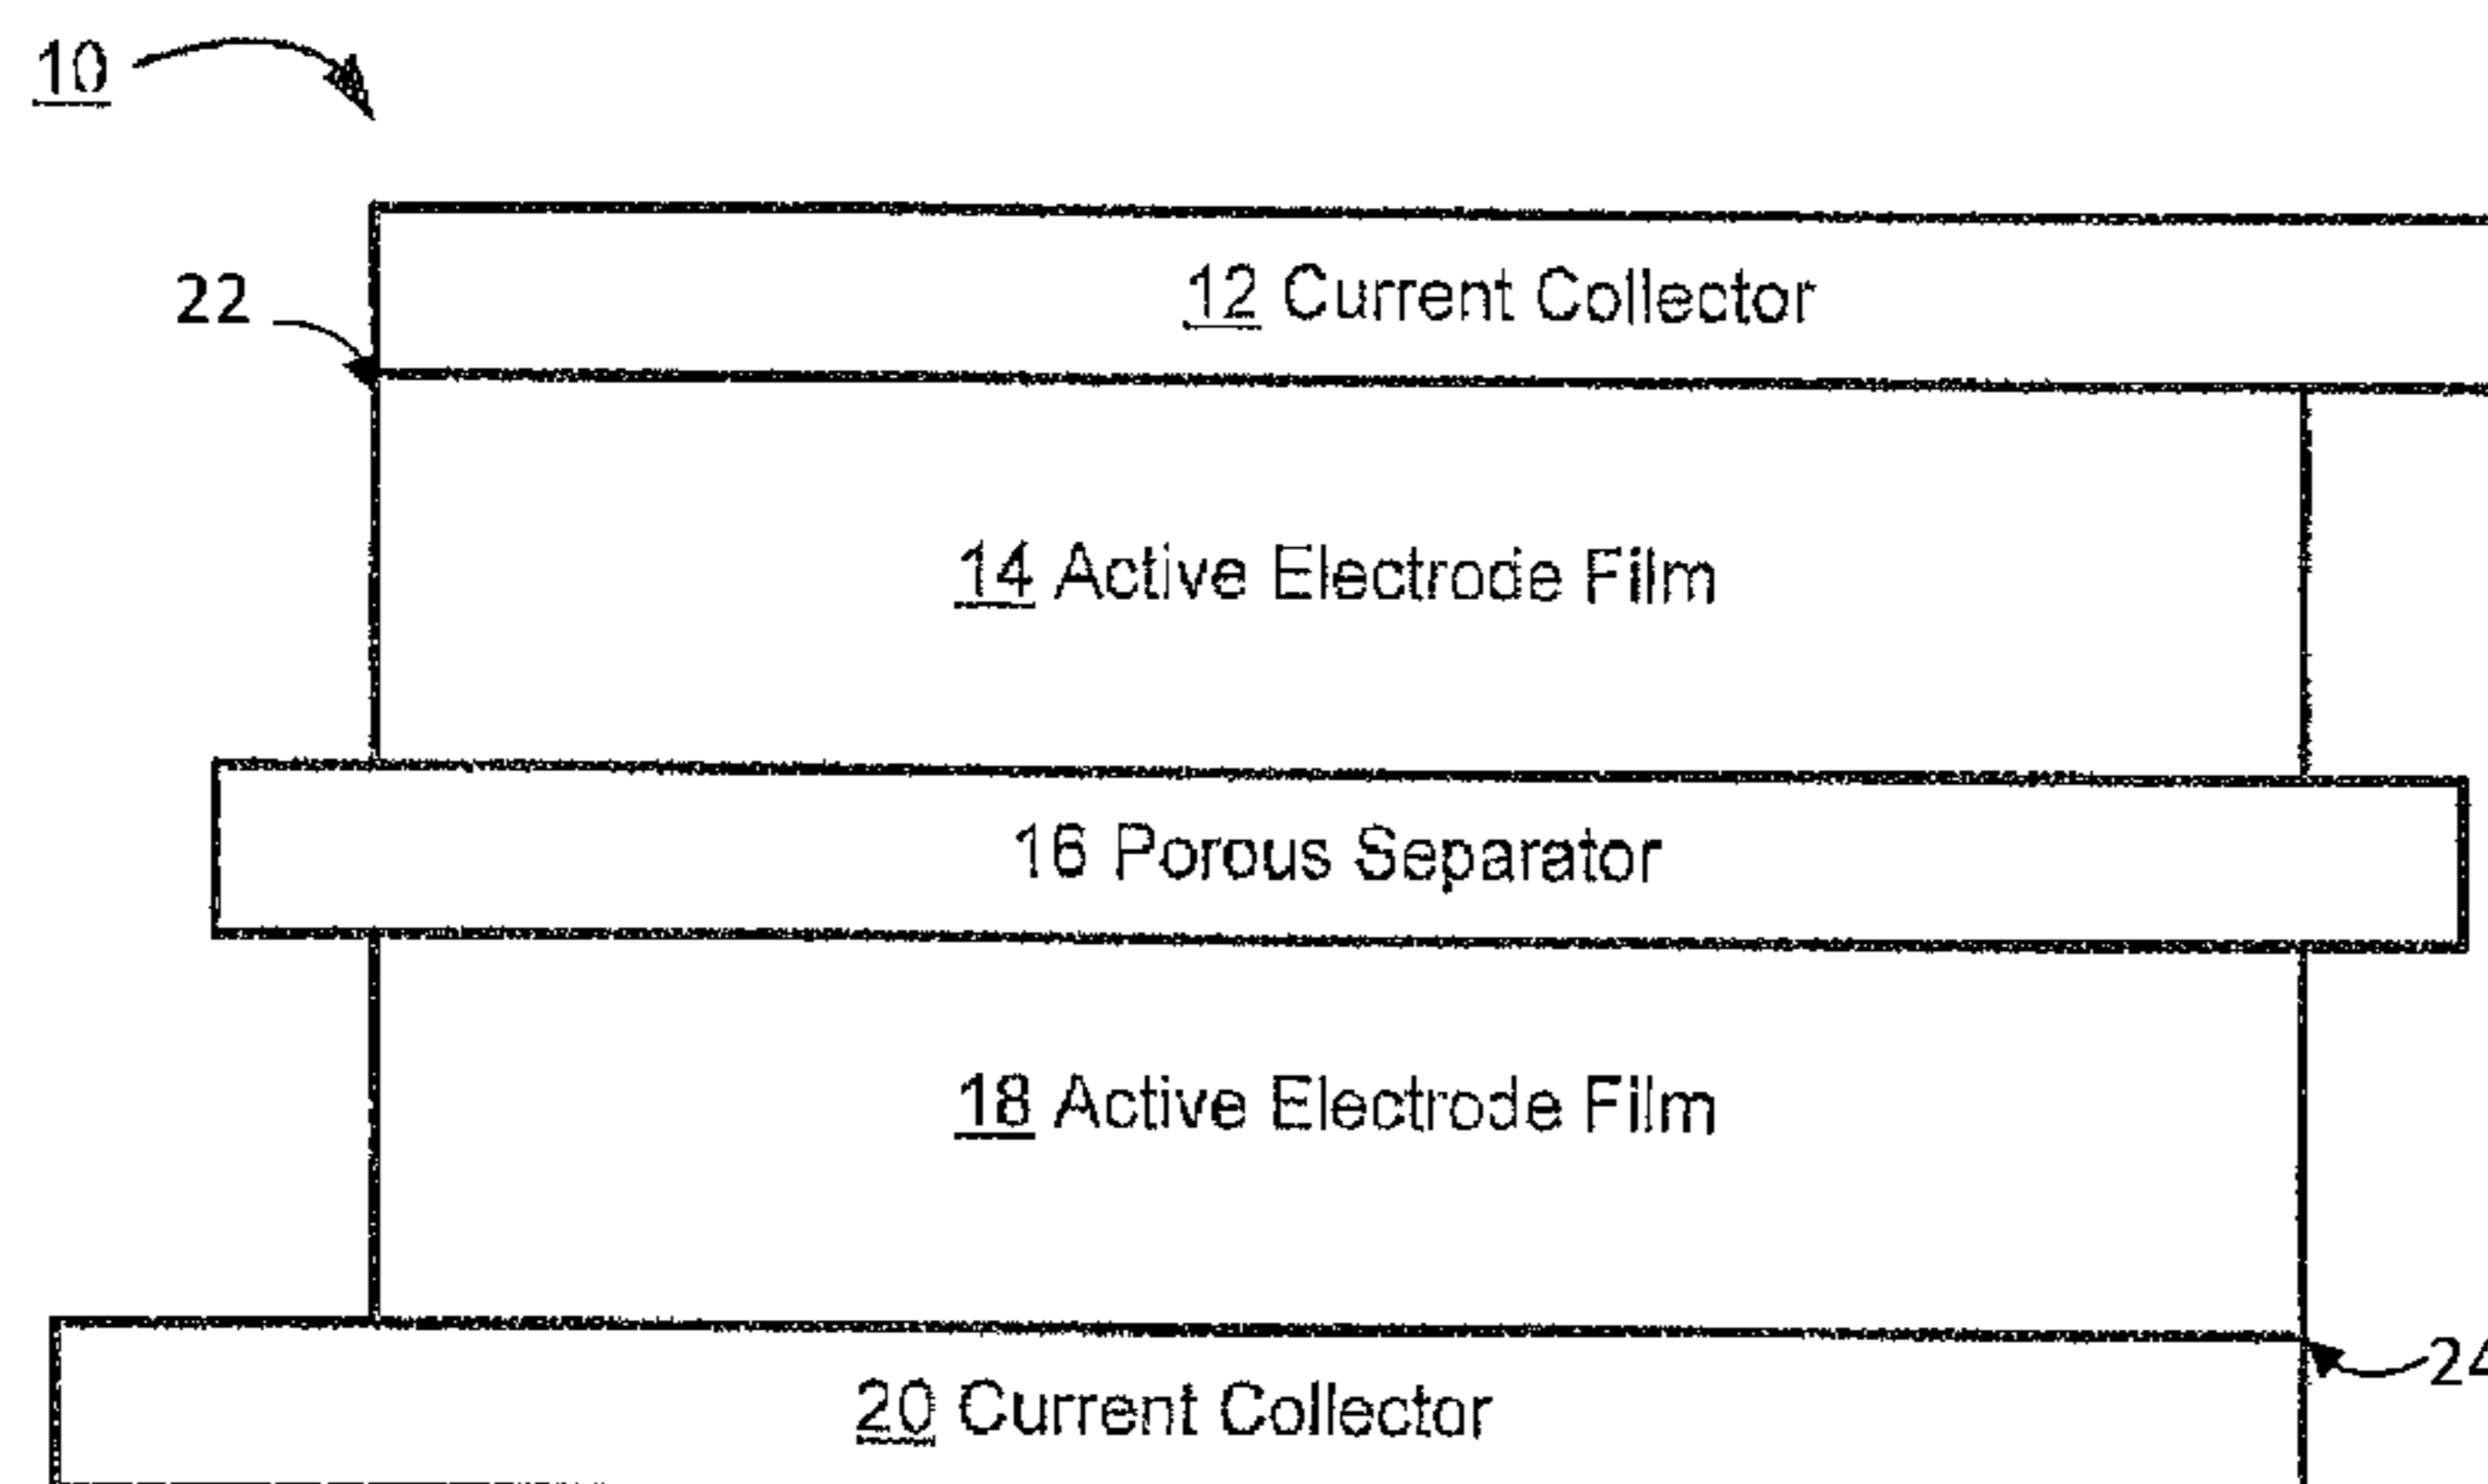 10
12 Current Collector
22
14 Active Electrode Film
16 Porous Separator
18 Active Electrode Film
24
20 Current Collector